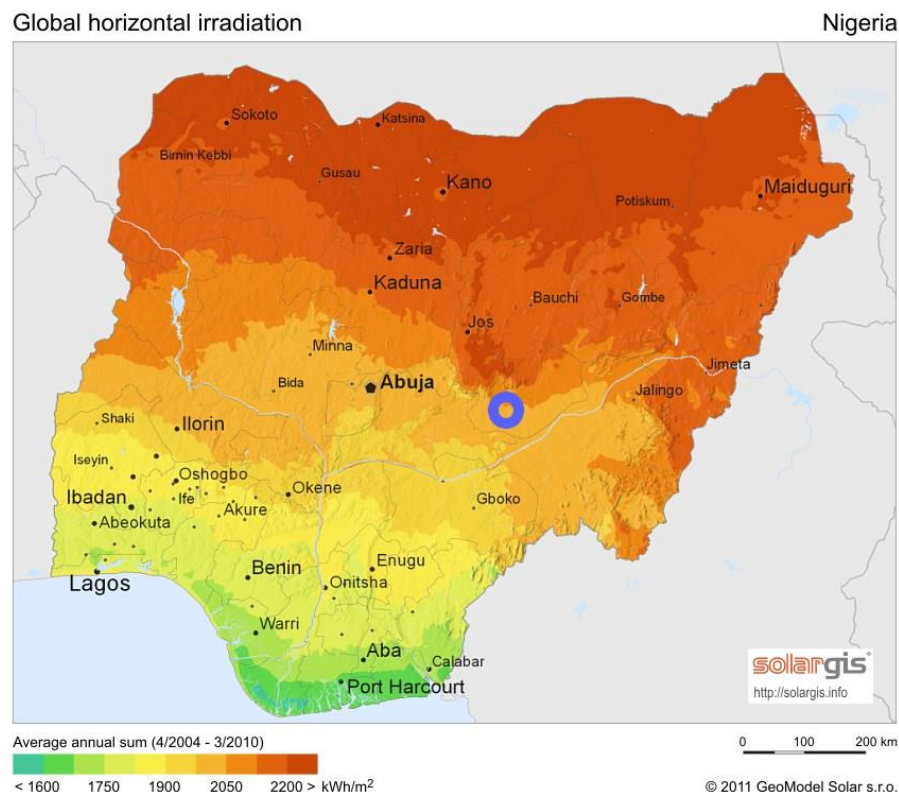 Global horizontal irradiation Nigeria
Sokoto
Katsina
Birnin Kebbi
Gusau
Kano
Potiskum
Maiduguri
Zaria
Kaduna
Bauchi
Gombe
Jos
Minna
Jimeta
Bida
Abuja
Jalingo
Shaki
Ilorin
Iseyin
Oshogbo
Ibadan
Ife
Okene
Gboko
Abeokuta
Akure
Lagos
Benin
Enugu
Onitsha
Warri
Aba
Calabar
Port Harcourt
solargis
http://solargis.info
Average annual sum (4/2004 - 3/2010)
0 100 200 km
< 1600 1750 1900 2050 2200 > kWh/m²
© 2011 GeoModel Solar s.r.o.